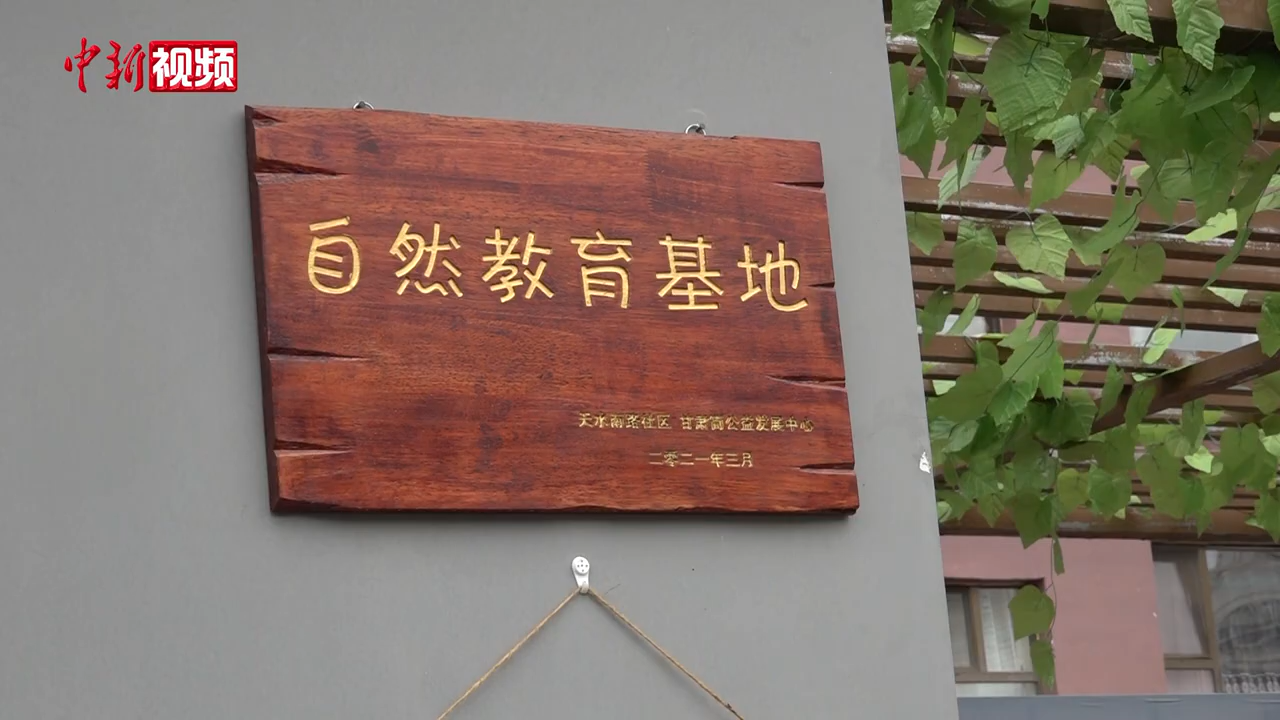 中新视频
自然教育基地
天水南路社区 甘肃简公益发展中心
二零二一年三月